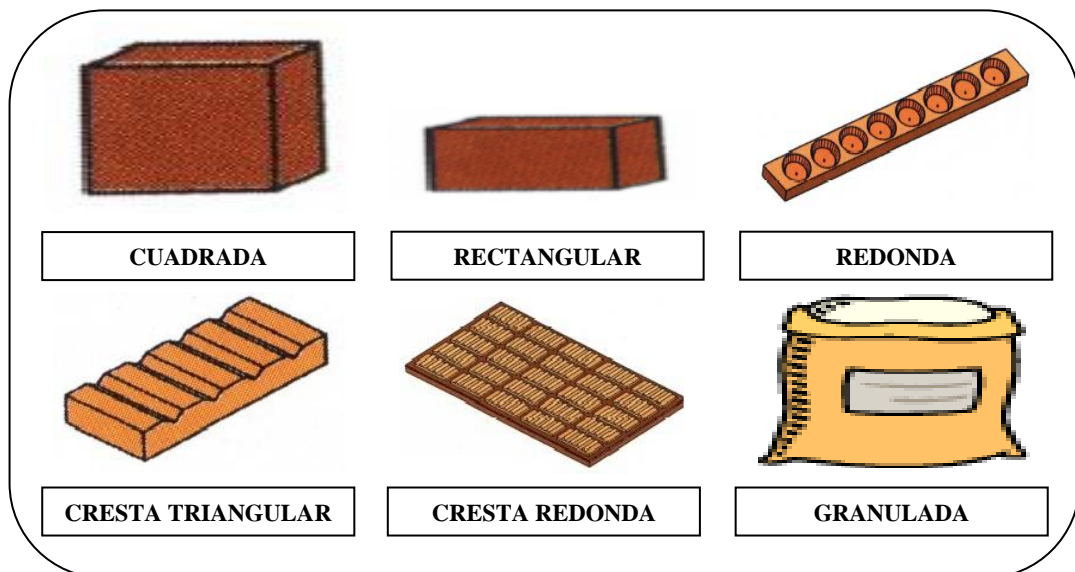 CUADRADA
RECTANGULAR
REDONDA
CRESTA TRIANGULAR
CRESTA REDONDA
GRANULADA